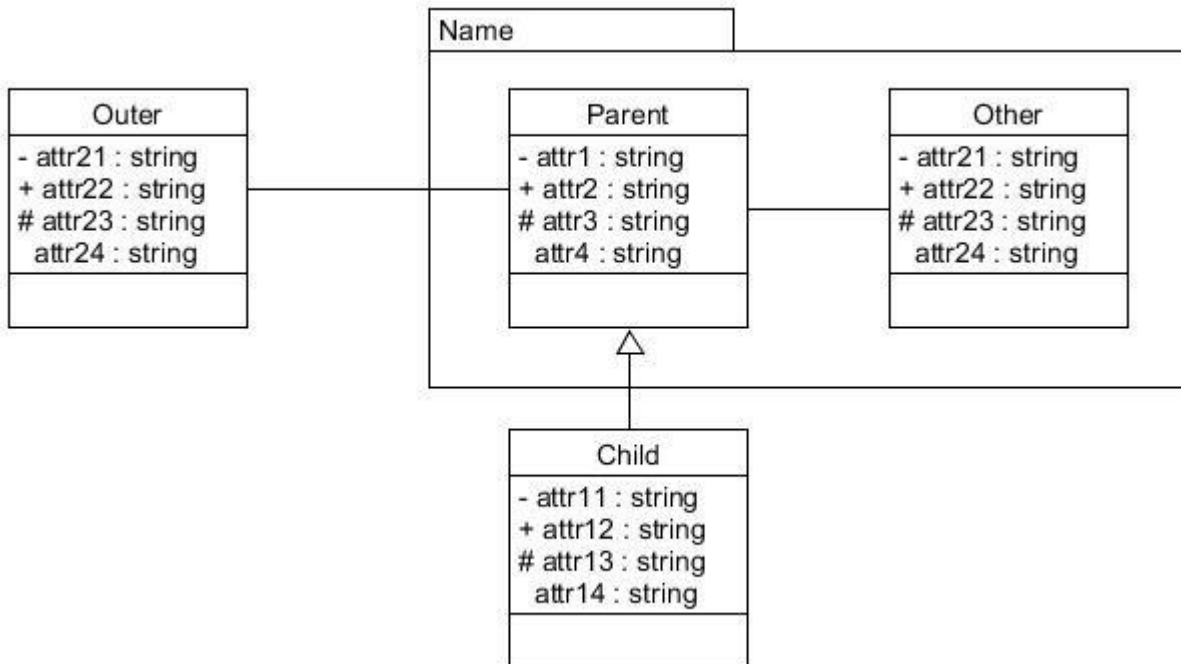 Name
Outer
- attr21 : string
+ attr22 : string
# attr23 : string
attr24 : string
Parent
- attr1 : string
+ attr2 : string
# attr3 : string
attr4 : string
Other
- attr21 : string
+ attr22 : string
# attr23 : string
attr24 : string
Child
- attr11 : string
+ attr12 : string
# attr13 : string
attr14 : string